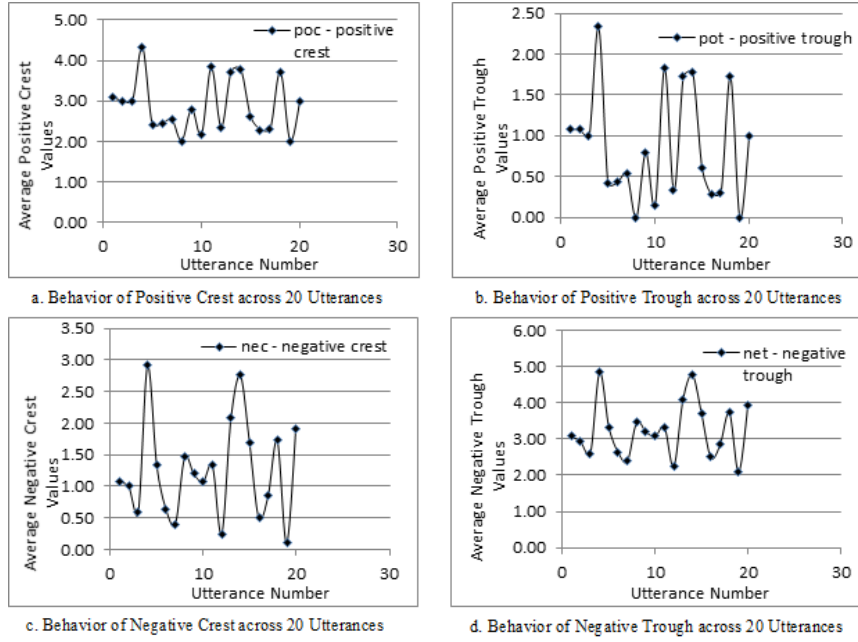 5.00
4.00
3.00
2.00
1.00
0.00
0
10
20
30
Average Positive Crest
Values
Utterance Number
poc - positive
crest
a. Behavior of Positive Crest across 20 Utterances
2.50
2.00
1.50
1.00
0.50
0.00
0
10
20
30
Average Positive Trough
Values
Utterance Number
pot - positive trough
b. Behavior of Positive Trough across 20 Utterances
3.50
3.00
2.50
2.00
1.50
1.00
0.50
0.00
0
10
20
30
Average Negative Crest
Values
Utterance Number
nec - negative crest
c. Behavior of Negative Crest across 20 Utterances
6.00
5.00
4.00
3.00
2.00
1.00
0.00
0
10
20
30
Average Negative Trough
Values
Utterance Number
net - negative
trough
d. Behavior of Negative Trough across 20 Utterances